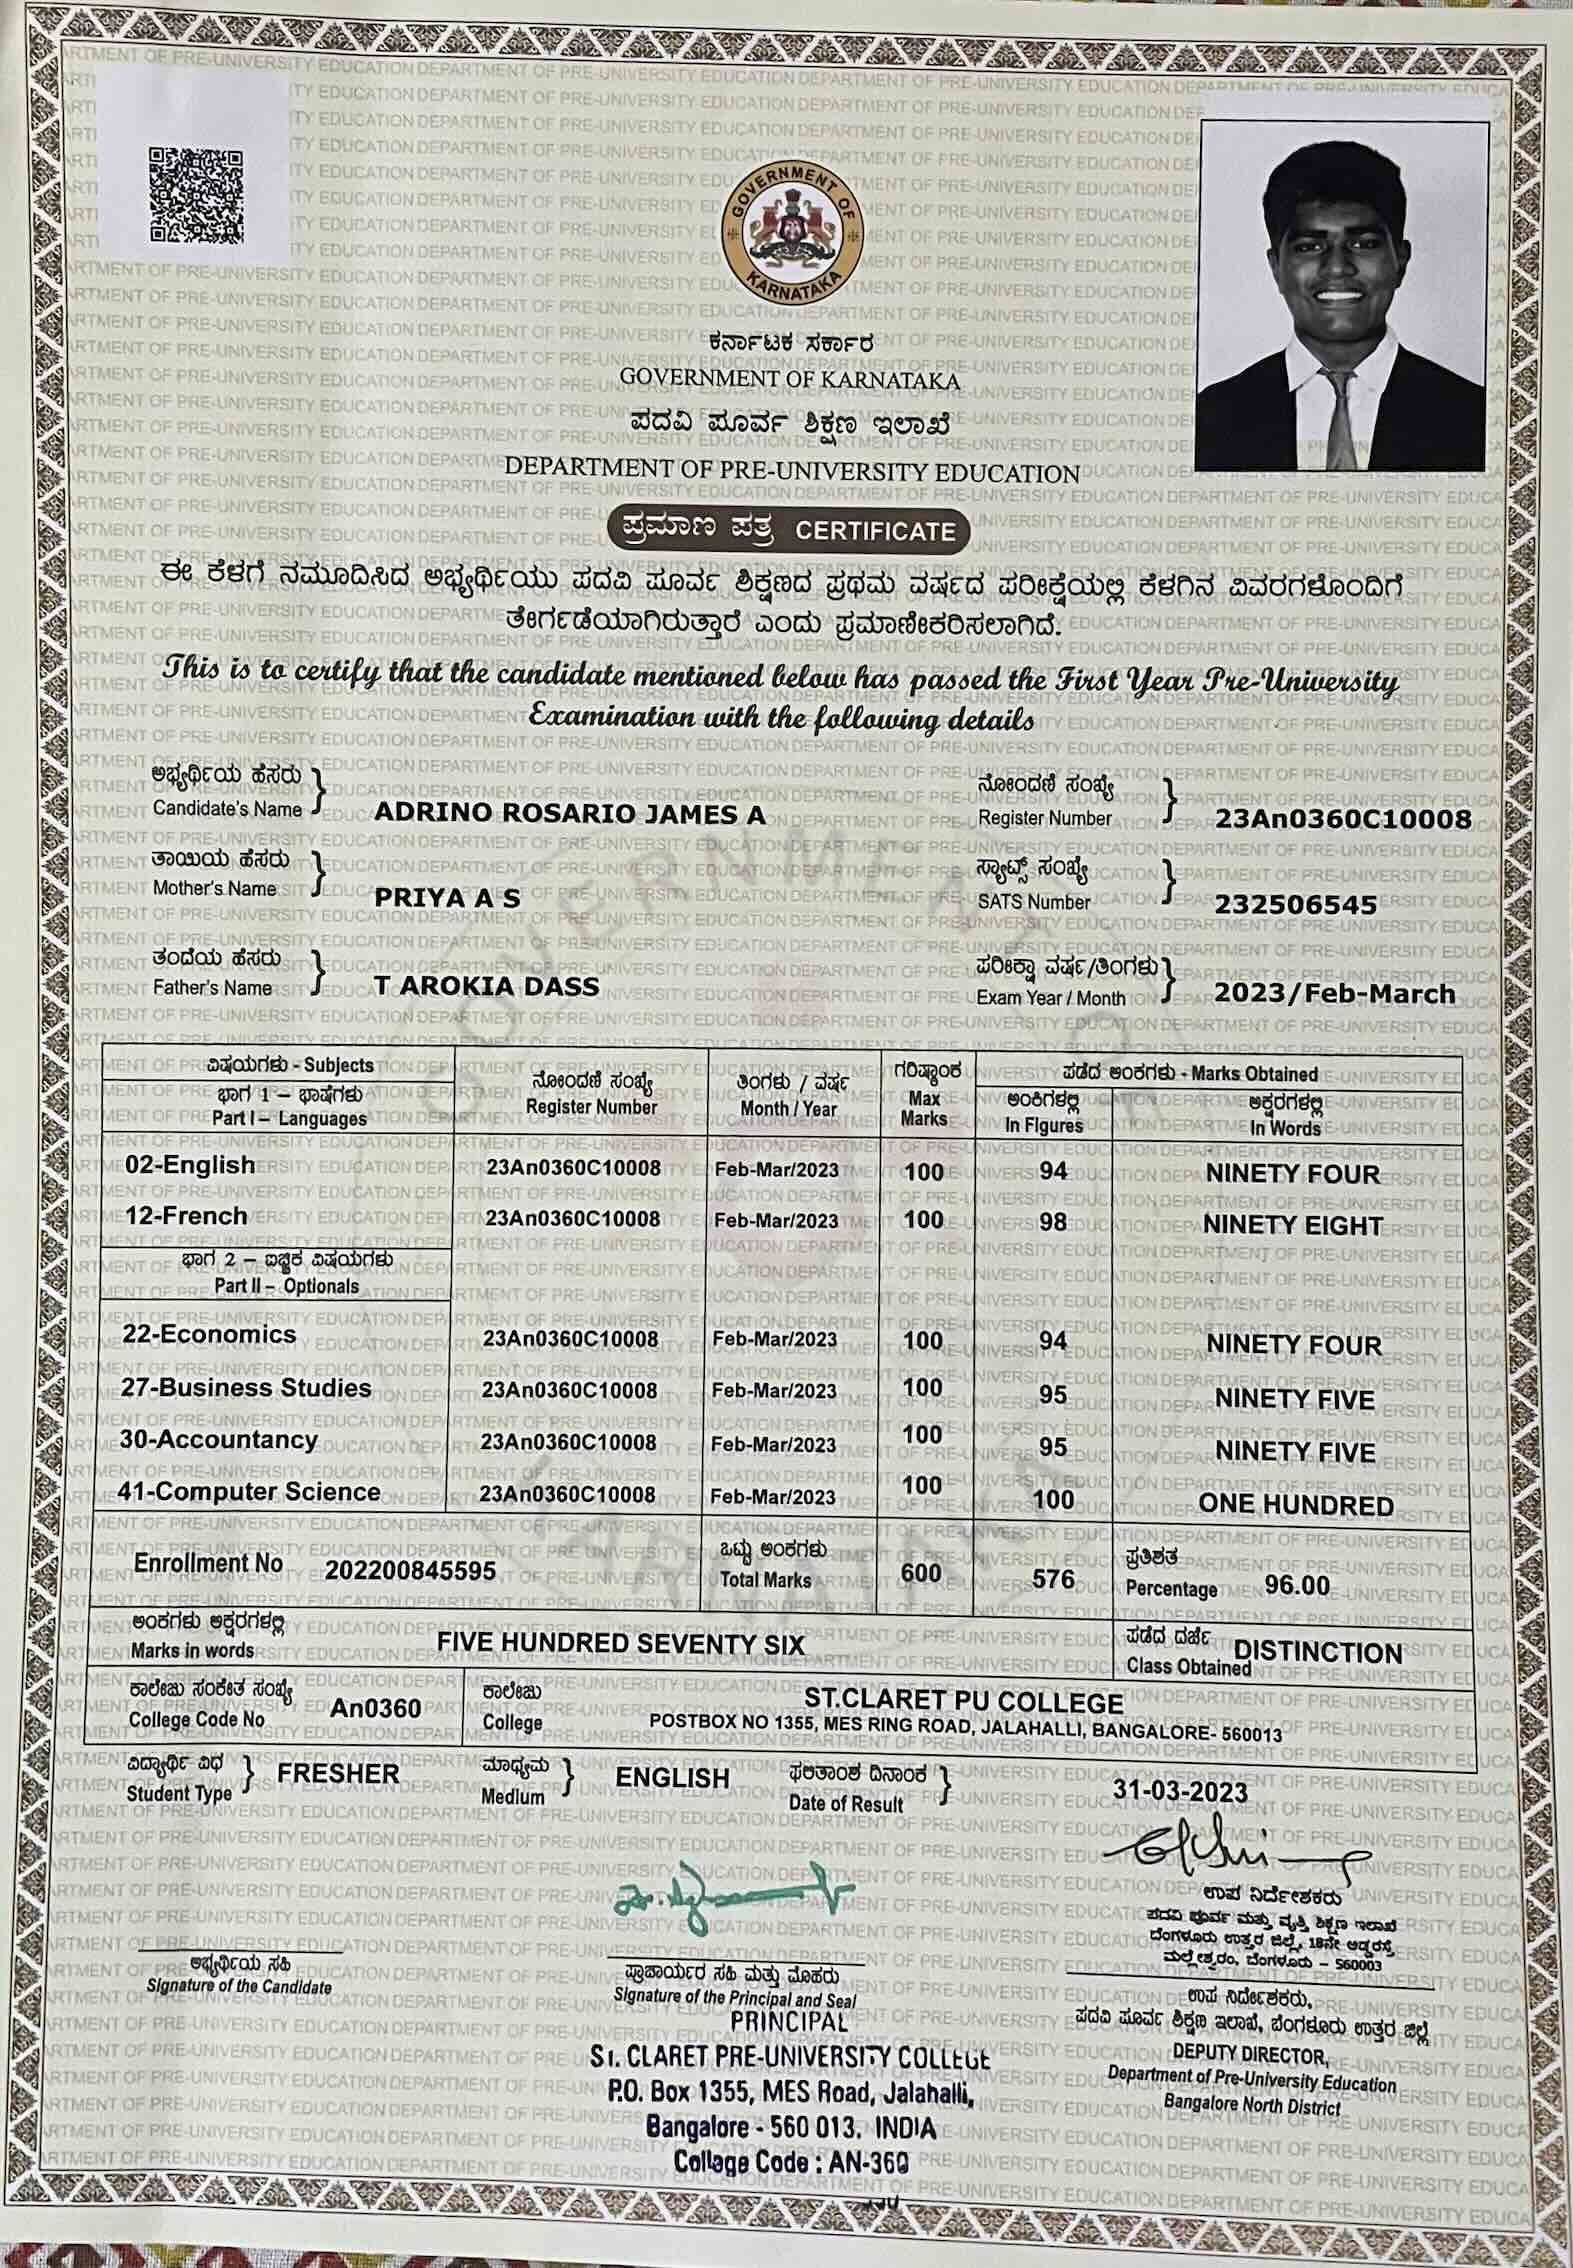 GOVERNMENT OF
KARNATAKA
ಕರ್ನಾಟಕ ಸರ್ಕಾರ
GOVERNMENT OF KARNATAKA
ಪದವಿ ಪೂರ್ವ ಶಿಕ್ಷಣ ಇಲಾಖೆ
DEPARTMENT OF PRE-UNIVERSITY EDUCATION
ಪ್ರಮಾಣ ಪತ್ರ CERTIFICATE
ಈ ಕೆಳಗೆ ನಮೂದಿಸಿದ ಅಭ್ಯರ್ಥಿಯು ಪದವಿ ಪೂರ್ವ ಶಿಕ್ಷಣದ ಪ್ರಥಮ ವರ್ಷದ ಪರೀಕ್ಷೆಯಲ್ಲಿ ಕೆಳಗಿನ ವಿವರಗಳೊಂದಿಗೆ
ತೇರ್ಗಡೆಯಾಗಿರುತ್ತಾರೆ ಎಂದು ಪ್ರಮಾಣೀಕರಿಸಲಾಗಿದೆ.
This is to certify that the candidate mentioned below has passed the First Year Pre-University
Examination with the following details
ಅಭ್ಯರ್ಥಿಯ ಹೆಸರು
Candidate's Name } ADRINO ROSARIO JAMES A
ನೋಂದಣಿ ಸಂಖ್ಯೆ
Register Number } 23An0360C10008
ತಾಯಿಯ ಹೆಸರು
Mother's Name } PRIYA A S
ಸ್ಯಾಟ್ಸ್ ಸಂಖ್ಯೆ
SATS Number } 232506545
ತಂದೆಯ ಹೆಸರು
Father's Name } T AROKIA DASS
ಪರೀಕ್ಷಾ ವರ್ಷ/ತಿಂಗಳು
Exam Year / Month } 2023/Feb-March
ವಿಷಯಗಳು - Subjects
ಭಾಗ 1 – ಭಾಷೆಗಳು
Part I – Languages
ನೋಂದಣಿ ಸಂಖ್ಯೆ
Register Number
ತಿಂಗಳು / ವರ್ಷ
Month / Year
ಗರಿಷ್ಠಾಂಕ
Max
Marks
ಪಡೆದ ಅಂಕಗಳು - Marks Obtained
ಅಂಕಿಗಳಲ್ಲಿ
In Figures
ಅಕ್ಷರಗಳಲ್ಲಿ
In Words
02-English 23An0360C10008 Feb-Mar/2023 100 94 NINETY FOUR
12-French 23An0360C10008 Feb-Mar/2023 100 98 NINETY EIGHT
ಭಾಗ 2 – ಐಚ್ಛಿಕ ವಿಷಯಗಳು
Part II – Optionals
22-Economics 23An0360C10008 Feb-Mar/2023 100 94 NINETY FOUR
27-Business Studies 23An0360C10008 Feb-Mar/2023 100 95 NINETY FIVE
30-Accountancy 23An0360C10008 Feb-Mar/2023 100 95 NINETY FIVE
41-Computer Science 23An0360C10008 Feb-Mar/2023 100 100 ONE HUNDRED
Enrollment No 202200845595
ಒಟ್ಟು ಅಂಕಗಳು
Total Marks 600 576
ಪ್ರತಿಶತ
Percentage 96.00
ಅಂಕಗಳು ಅಕ್ಷರಗಳಲ್ಲಿ
Marks in words FIVE HUNDRED SEVENTY SIX
ಪಡೆದ ದರ್ಜೆ
Class Obtained DISTINCTION
ಕಾಲೇಜು ಸಂಕೇತ ಸಂಖ್ಯೆ
College Code No An0360
ಕಾಲೇಜು
College
ST.CLARET PU COLLEGE
POSTBOX NO 1355, MES RING ROAD, JALAHALLI, BANGALORE- 560013
ವಿದ್ಯಾರ್ಥಿ ವಿಧ
Student Type } FRESHER
ಮಾಧ್ಯಮ
Medium } ENGLISH
ಫಲಿತಾಂಶ ದಿನಾಂಕ
Date of Result } 31-03-2023
ಉಪ ನಿರ್ದೇಶಕರು
ಪದವಿ ಪೂರ್ವ ಮತ್ತು ವೃತ್ತಿ ಶಿಕ್ಷಣ ಇಲಾಖೆ
ಬೆಂಗಳೂರು ಉತ್ತರ ಜಿಲ್ಲೆ, 18ನೇ ಅಡ್ಡರಸ್ತೆ
ಮಲ್ಲೇಶ್ವರಂ, ಬೆಂಗಳೂರು – 560003
ಅಭ್ಯರ್ಥಿಯ ಸಹಿ
Signature of the Candidate
ಪ್ರಾಚಾರ್ಯರ ಸಹಿ ಮತ್ತು ಮೊಹರು
Signature of the Principal and Seal
PRINCIPAL
ST. CLARET PRE-UNIVERSITY COLLEGE
P.O. Box 1355, MES Road, Jalahalli,
Bangalore - 560 013. INDIA
College Code : AN-360
ಉಪ ನಿರ್ದೇಶಕರು,
ಪದವಿ ಪೂರ್ವ ಶಿಕ್ಷಣ ಇಲಾಖೆ, ಬೆಂಗಳೂರು ಉತ್ತರ ಜಿಲ್ಲೆ
DEPUTY DIRECTOR,
Department of Pre-University Education
Bangalore North District